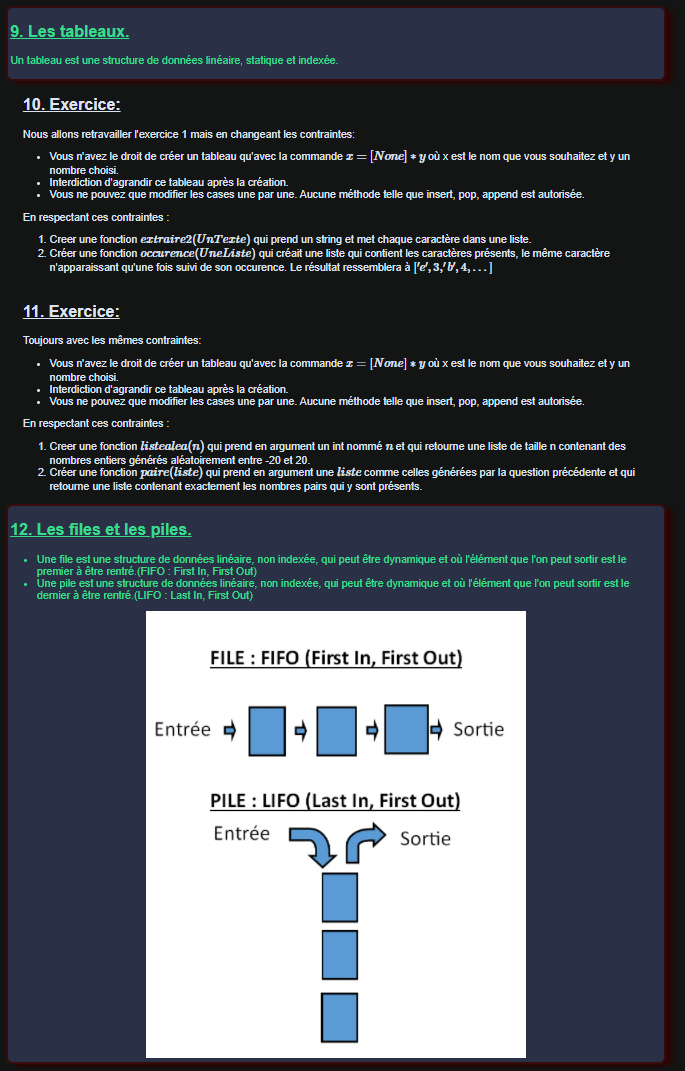 9. Les tableaux.
Un tableau est une structure de données linéaire, statique et indexée.
10. Exercice:
Nous allons retravailler l'exercice 1 mais en changeant les contraintes:
• Vous n'avez le droit de créer un tableau qu'avec la commande x = [None] * y où x est le nom que vous souhaitez et y un
nombre choisi.
• Interdiction d'agrandir ce tableau après la création.
• Vous ne pouvez que modifier les cases une par une. Aucune méthode telle que insert, pop, append est autorisée.
En respectant ces contraintes :
1. Creer une fonction extraire2(UnTexte) qui prend un string et met chaque caractère dans une liste.
2. Créer une fonction occurence(UneListe) qui créait une liste qui contient les caractères présents, le même caractère
n'apparaissant qu'une fois suivi de son occurence. Le résultat ressemblera à ['e', 3,' b', 4, . . . ]
11. Exercice:
Toujours avec les mêmes contraintes:
• Vous n'avez le droit de créer un tableau qu'avec la commande x = [None] * y où x est le nom que vous souhaitez et y un
nombre choisi.
• Interdiction d'agrandir ce tableau après la création.
• Vous ne pouvez que modifier les cases une par une. Aucune méthode telle que insert, pop, append est autorisée.
En respectant ces contraintes :
1. Creer une fonction listealea(n) qui prend en argument un int nommé n et qui retourne une liste de taille n contenant des
nombres entiers générés aléatoirement entre -20 et 20.
2. Créer une fonction paire(liste) qui prend en argument une liste comme celles générées par la question précédente et qui
retourne une liste contenant exactement les nombres pairs qui y sont présents.
12. Les files et les piles.
• Une file est une structure de données linéaire, non indexée, qui peut être dynamique et où l'élément que l'on peut sortir est le
premier à être rentré.(FIFO : First In, First Out)
• Une pile est une structure de données linéaire, non indexée, qui peut être dynamique et où l'élément que l'on peut sortir est le
dernier à être rentré.(LIFO : Last In, First Out)
FILE : FIFO (First In, First Out)
Entrée
Sortie
PILE : LIFO (Last In, First Out)
Entrée
Sortie